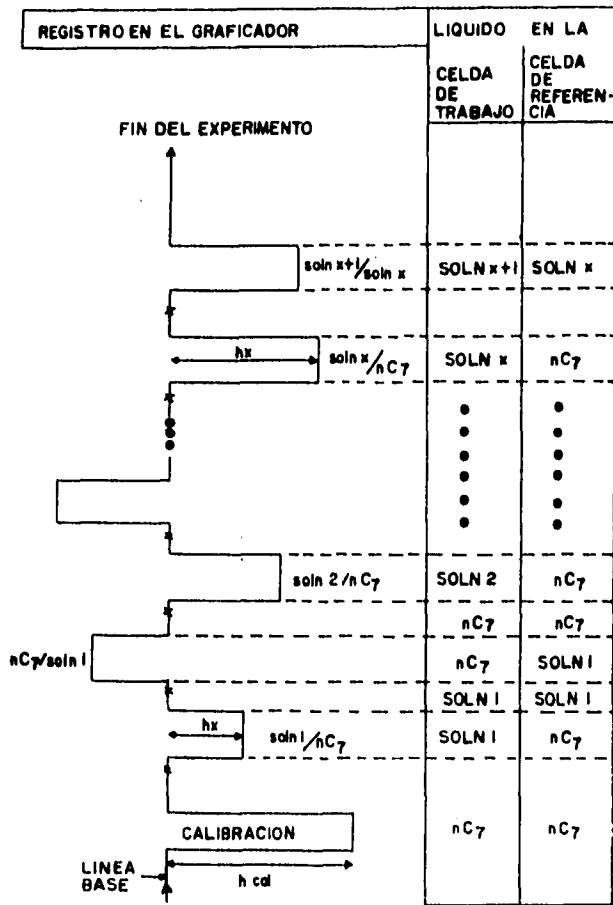 REGISTRO EN EL GRAFICADOR
LIQUIDO EN LA
CELDA DE TRABAJO
CELDA DE REFERENCIA
FIN DEL EXPERIMENTO
soln x+1/soln x
SOLN x+1
SOLN x
hx
soln x/nC7
SOLN x
nC7
soln 2/nC7
SOLN 2
nC7
nC7
nC7
nC7/soln 1
nC7
SOLN 1
SOLN 1
SOLN 1
hx
soln 1/nC7
SOLN 1
nC7
CALIBRACION
nC7
nC7
LINEA BASE
h cal